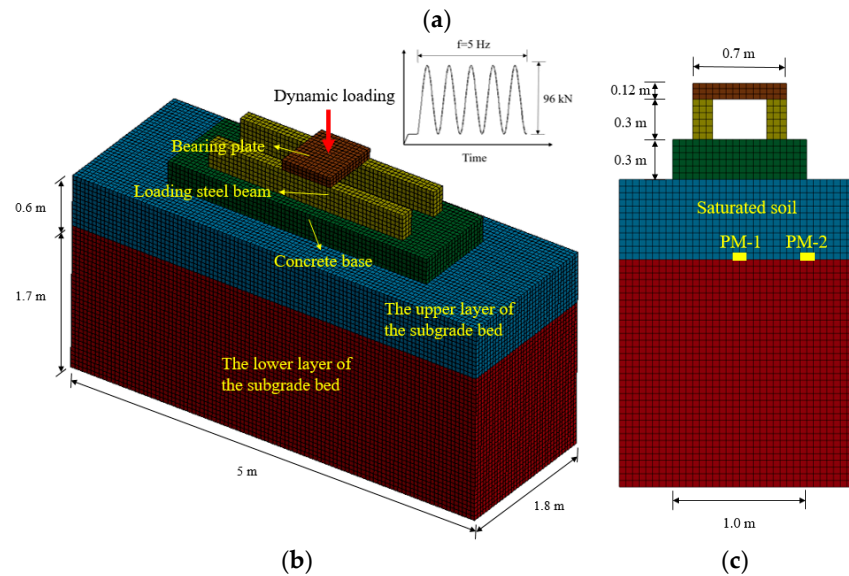 (a)
f=5 Hz
96 kN
Time
Dynamic loading
Bearing plate
Loading steel beam
Concrete base
0.6 m
1.7 m
The upper layer of
the subgrade bed
The lower layer of
the subgrade bed
5 m
1.8 m
(b)
0.7 m
0.12 m
0.3 m
0.3 m
Saturated soil
PM-1
PM-2
1.0 m
(c)